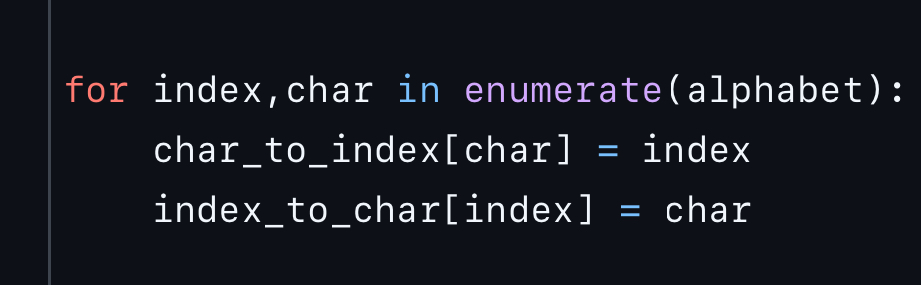 for index,char in enumerate(alphabet):
    char_to_index[char] = index
    index_to_char[index] = char